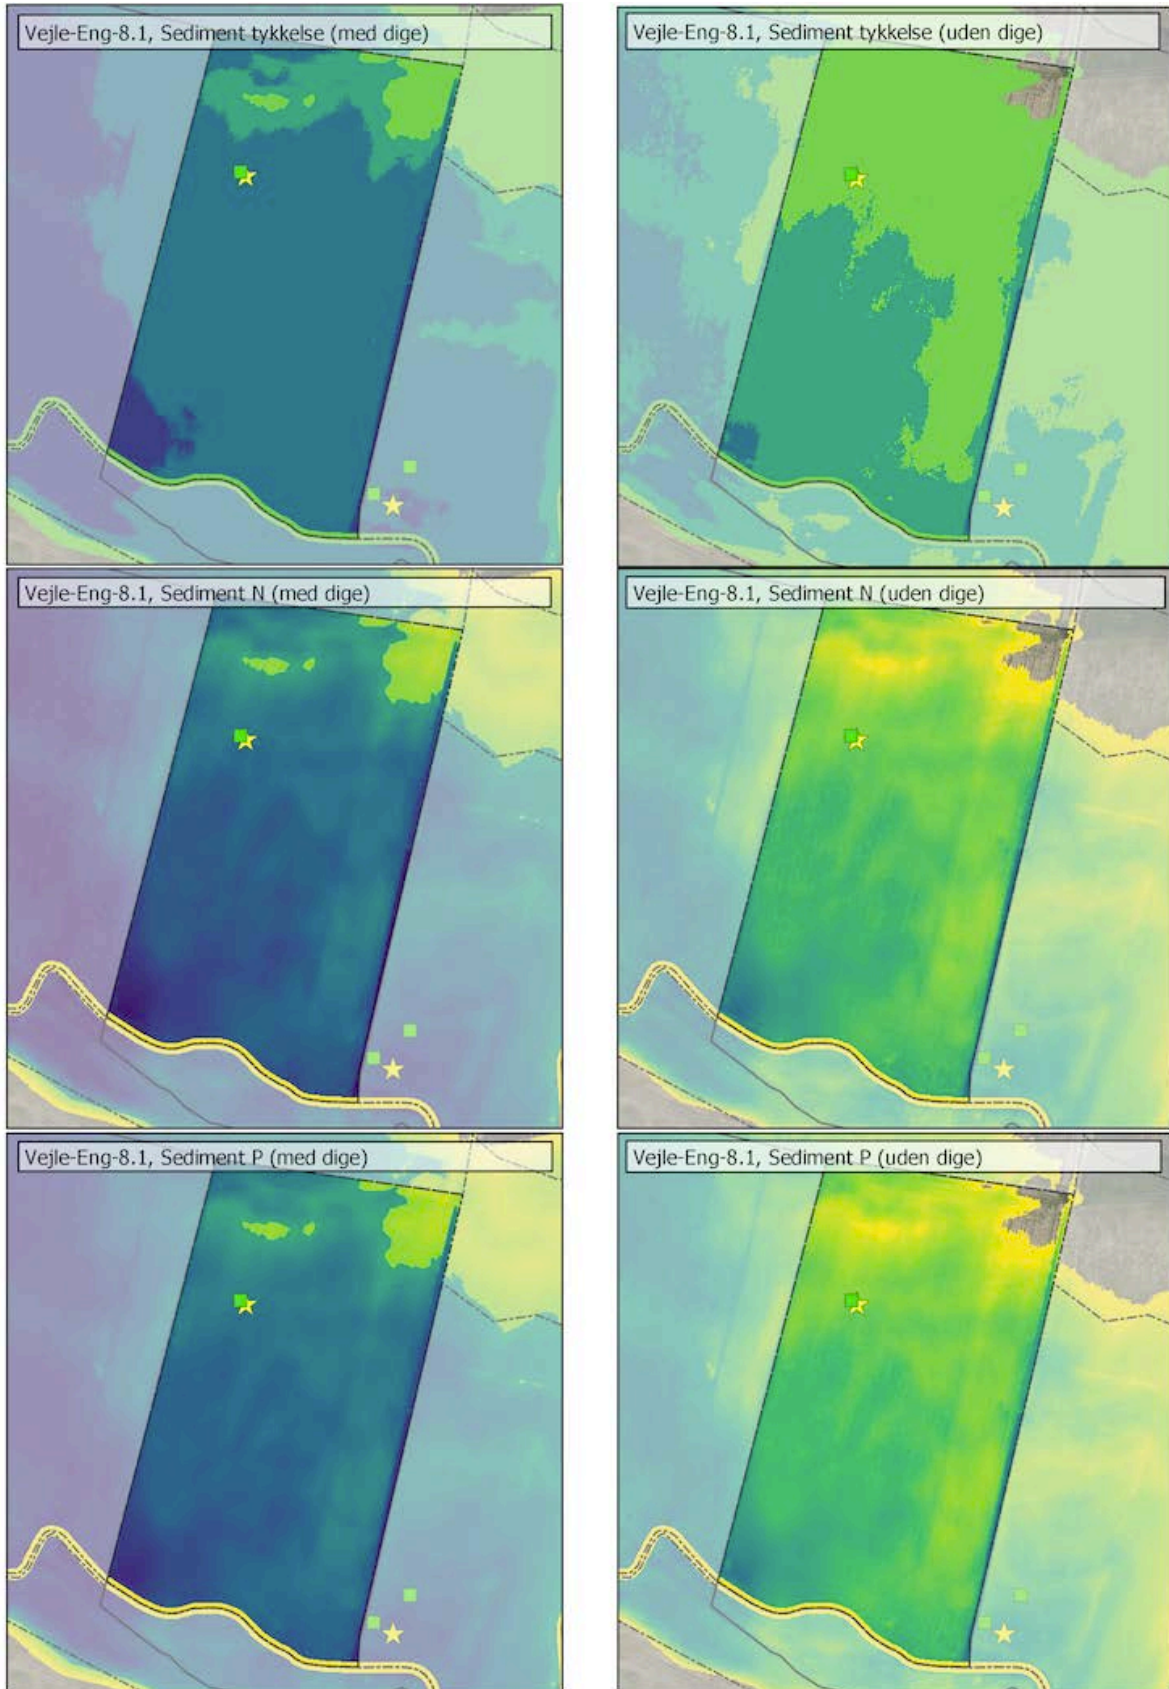 Vejle-Eng-8.1, Sediment tykkelse (med dige)
Vejle-Eng-8.1, Sediment tykkelse (uden dige)
Vejle-Eng-8.1, Sediment N (med dige)
Vejle-Eng-8.1, Sediment N (uden dige)
Vejle-Eng-8.1, Sediment P (med dige)
Vejle-Eng-8.1, Sediment P (uden dige)